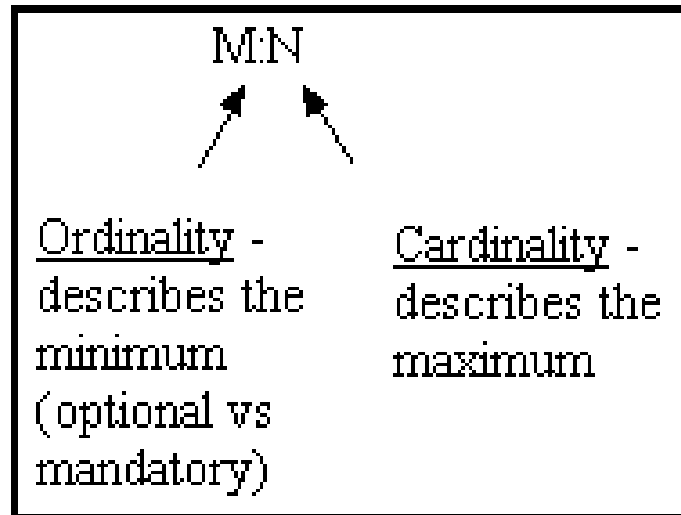 M:N
Ordinality -
describes the
minimum
(optional vs
mandatory)
Cardinality -
describes the
maximum